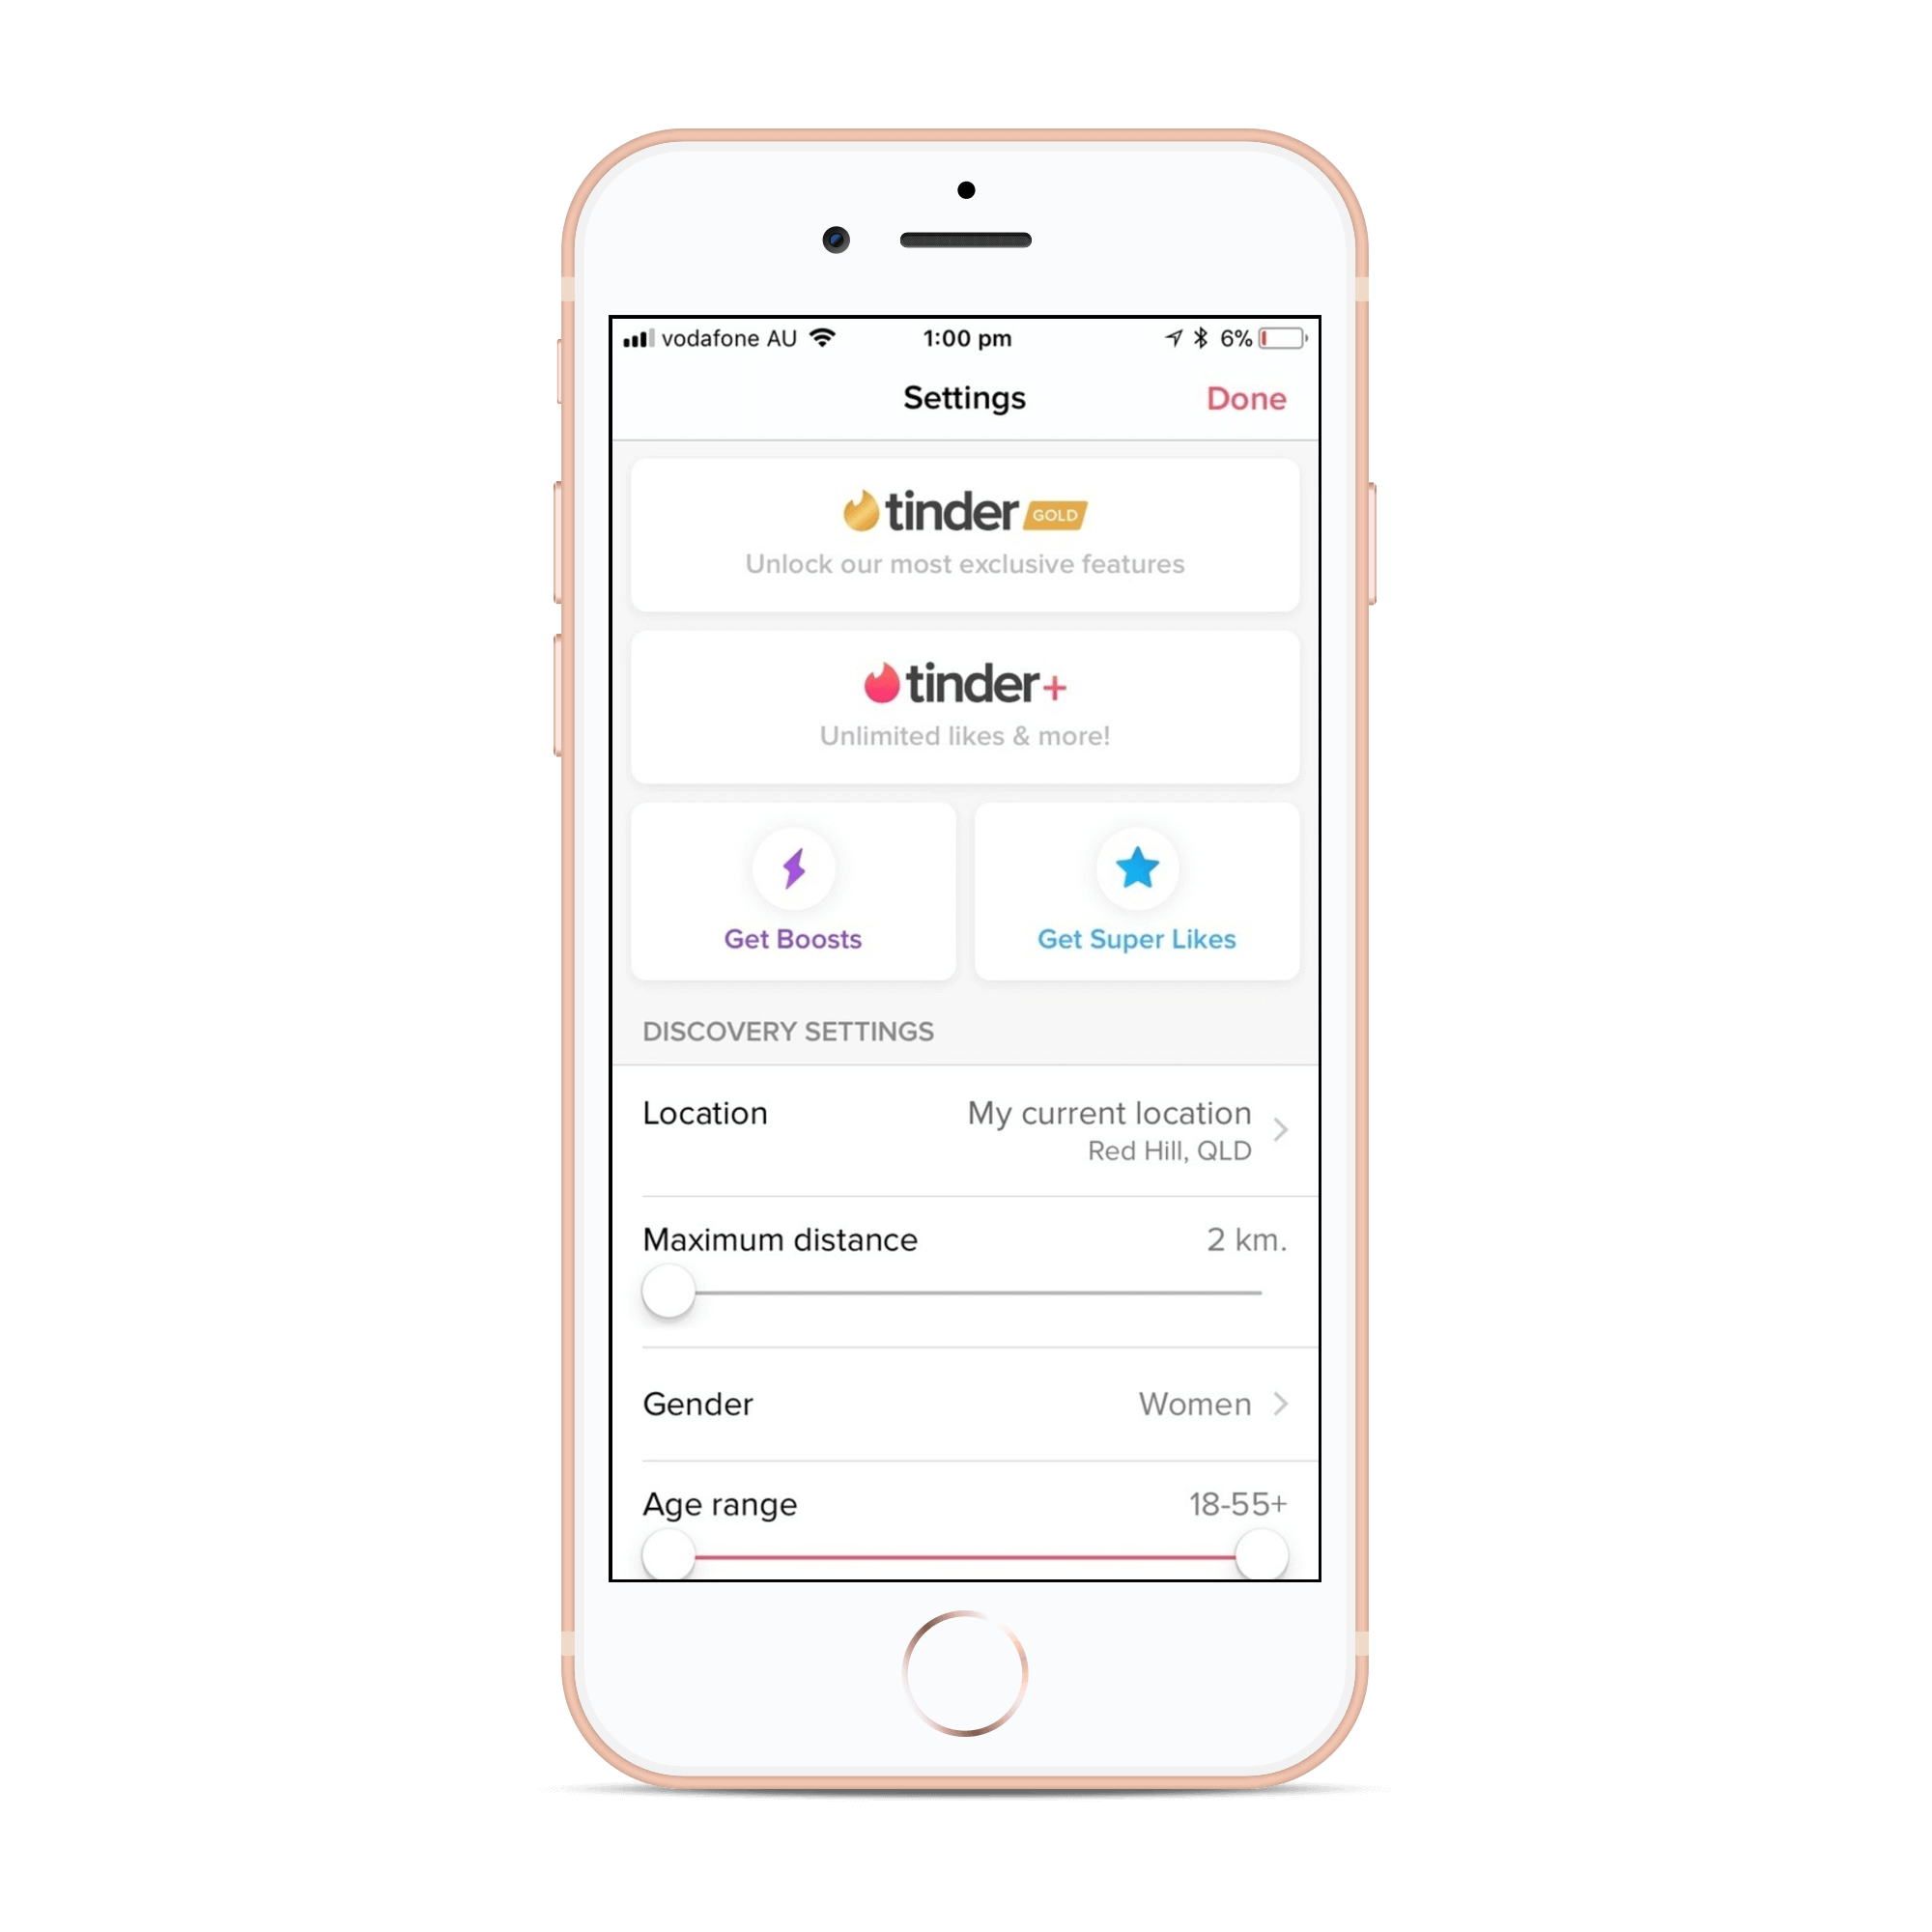 vodafone AU 1:00 pm 6%
Settings Done
tinder GOLD
Unlock our most exclusive features
tinder+
Unlimited likes & more!
Get Boosts Get Super Likes
DISCOVERY SETTINGS
Location My current location
Red Hill, QLD
Maximum distance 2 km.
Gender Women
Age range 18-55+